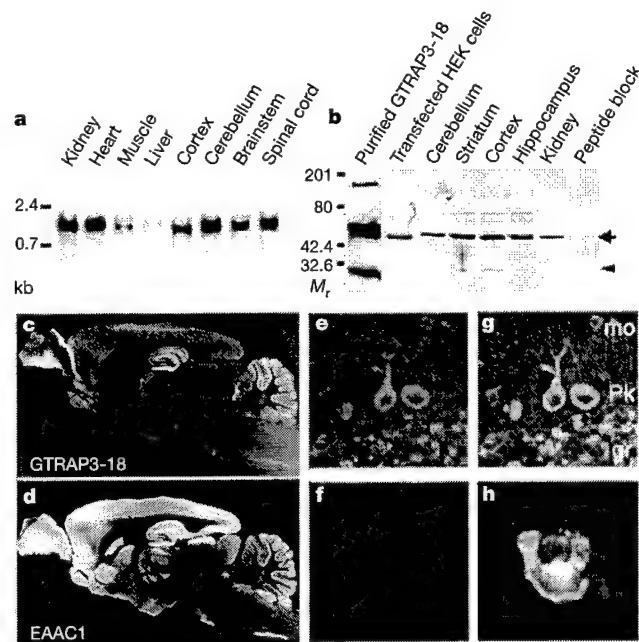 a
Kidney
Heart
Muscle
Liver
Cortex
Cerebellum
Brainstem
Spinal cord
2.4
0.7
kb
b
Purified GTRAP3-18
Transfected HEK cells
Cerebellum
Striatum
Cortex
Hippocampus
Kidney
Peptide block
201
80
42.4
32.6
Mr
c
GTRAP3-18
e
g
mo
Pk
gr
d
EAAC1
f
h